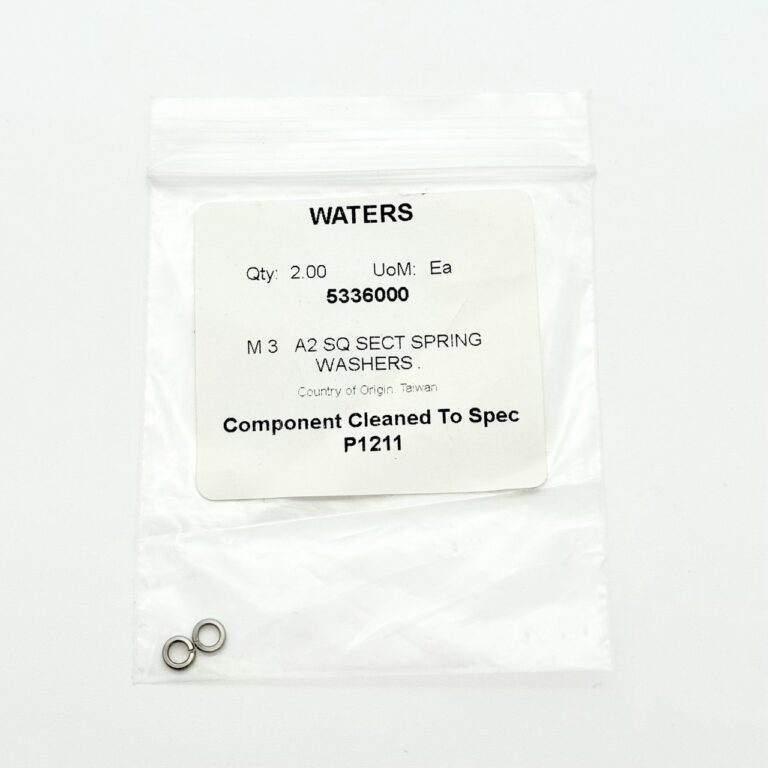 WATERS
Qty: 2.00 UoM: Ea
5336000
M 3 A2 SQ SECT SPRING
WASHERS .
Country of Origin: Taiwan
Component Cleaned To Spec
P1211